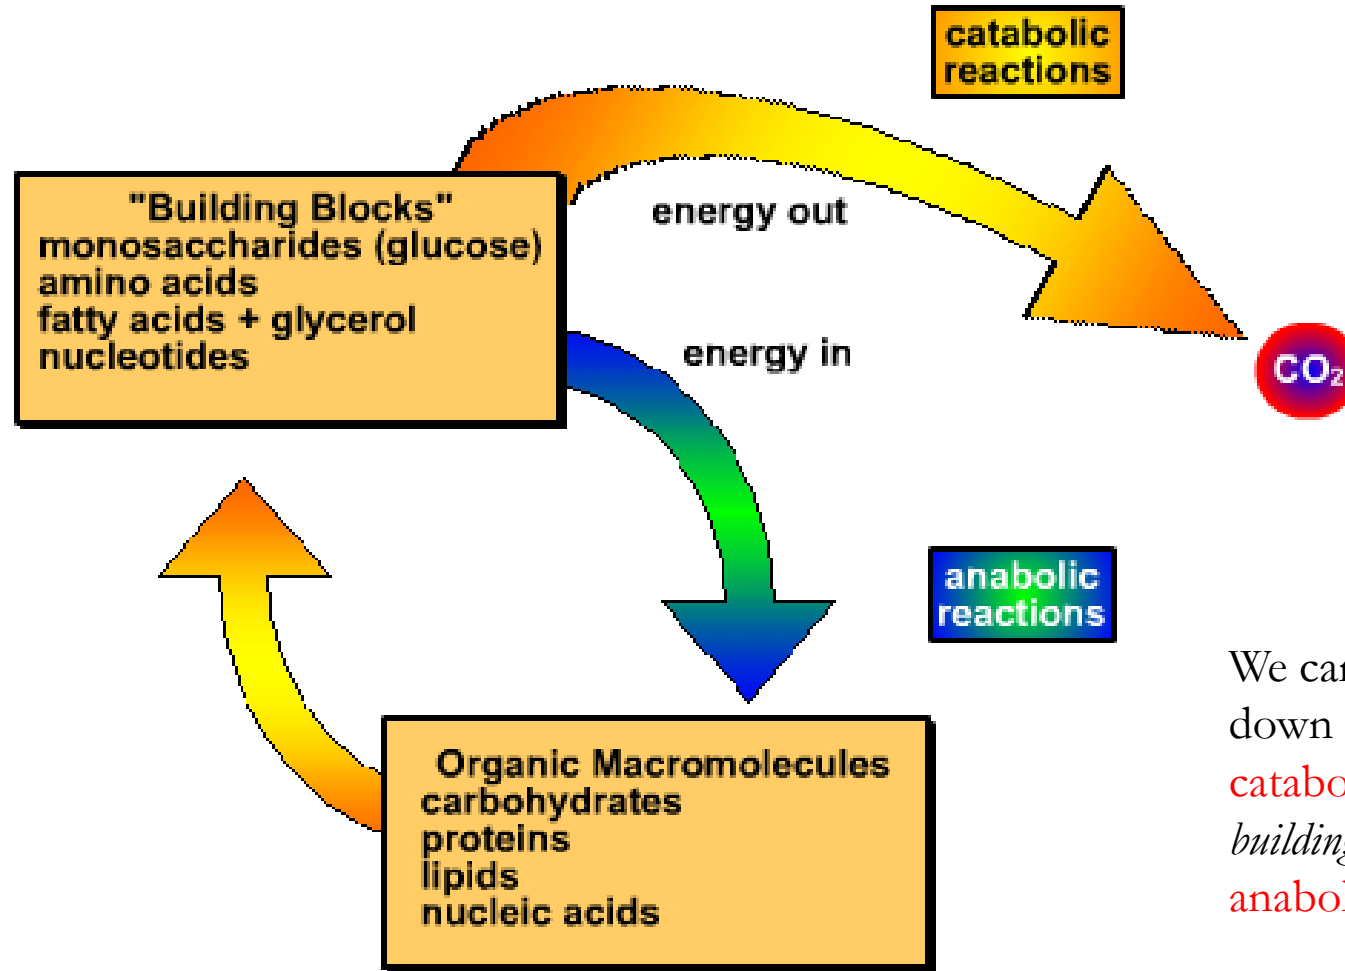 catabolic
reactions
"Building Blocks"
monosaccharides (glucose)
amino acids
fatty acids + glycerol
nucleotides
energy out
energy in
CO₂
anabolic
reactions
Organic Macromolecules
carbohydrates
proteins
lipids
nucleic acids
We
down
building